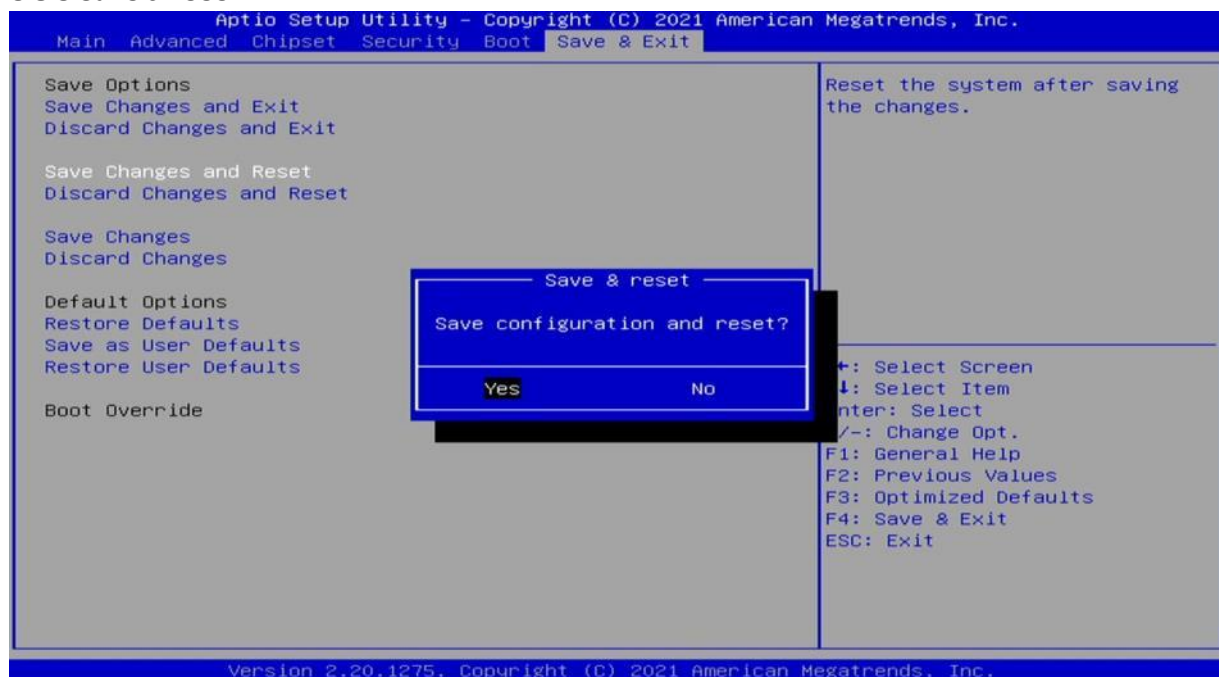 Aptio Setup Utility – Copyright (C) 2021 American Megatrends, Inc.
Main Advanced Chipset Security Boot Save & Exit
Save Options
Save Changes and Exit
Discard Changes and Exit
Save Changes and Reset
Discard Changes and Reset
Save Changes
Discard Changes
Default Options
Restore Defaults
Save as User Defaults
Restore User Defaults
Boot Override
Reset the system after saving
the changes.
Save & reset
Save configuration and reset?
Yes No
←: Select Screen
↓: Select Item
nter: Select
/-: Change Opt.
F1: General Help
F2: Previous Values
F3: Optimized Defaults
F4: Save & Exit
ESC: Exit
Version 2.20.1275. Copyright (C) 2021 American Megatrends, Inc.